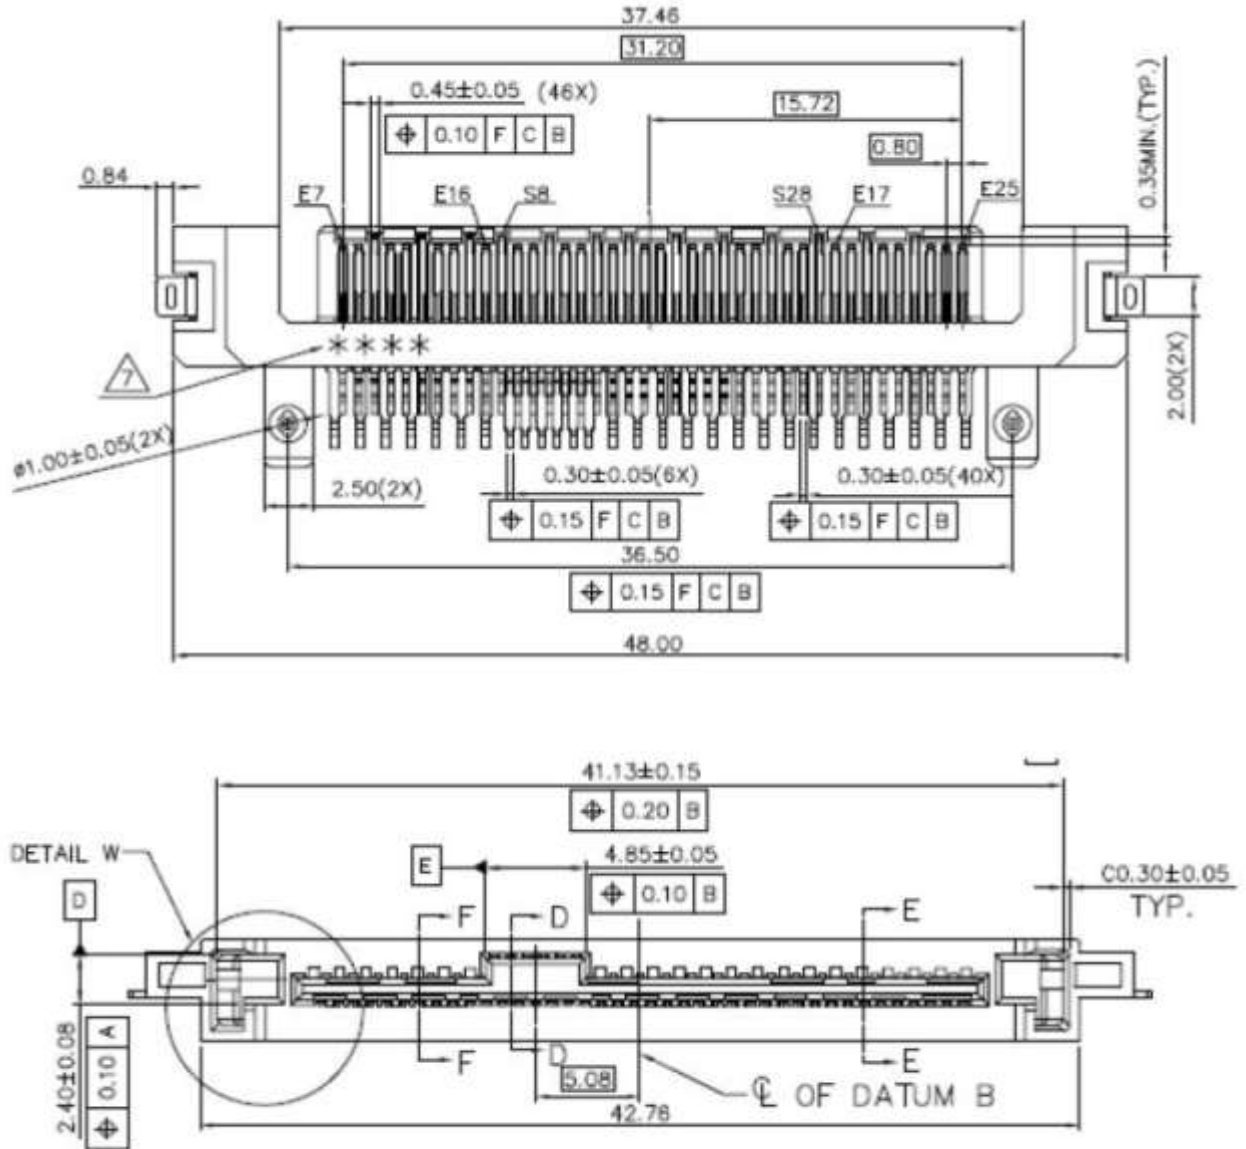 37.46
31.20
0.45±0.05 (46X)
15.72
⌖ 0.10 F C B
0.80
0.35MIN.(TYP.)
0.84
E7
E16
S8
S28
E17
E25
0
0
* * * *
7
2.00(2X)
ø1.00±0.05(2X)
2.50(2X)
0.30±0.05(6X)
0.30±0.05(40X)
⌖ 0.15 F C B
⌖ 0.15 F C B
36.50
⌖ 0.15 F C B
48.00
41.13±0.15
⌖ 0.20 B
DETAIL W
E
4.85±0.05
⌖ 0.10 B
C0.30±0.05
TYP.
D
F
D
E
2.40±0.08
⌖ 0.10 A
F
D
E
5.08
℄ OF DATUM B
42.76